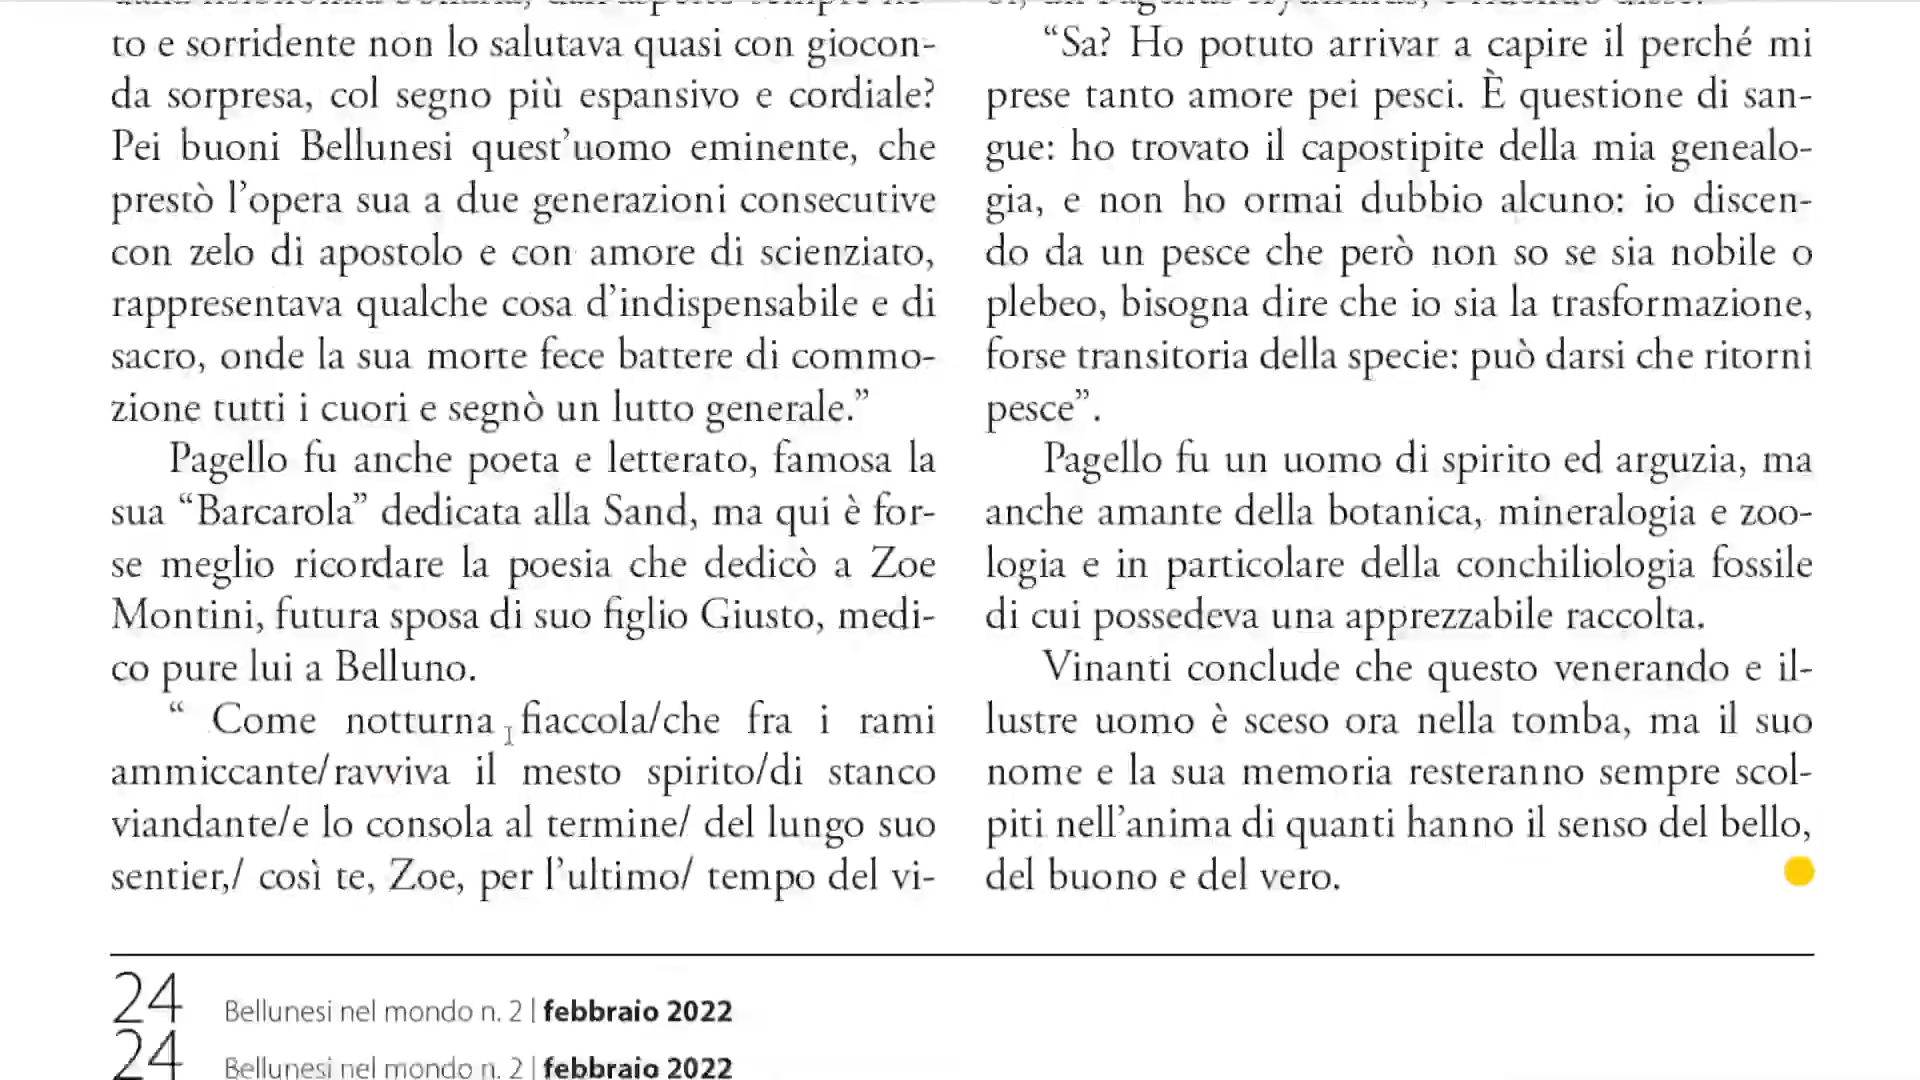 to e sorridente non lo salutava quasi con giocon-
da sorpresa, col segno più espansivo e cordiale?
Pei buoni Bellunesi quest’uomo eminente, che
prestò l’opera sua a due generazioni consecutive
con zelo di apostolo e con amore di scienziato,
rappresentava qualche cosa d’indispensabile e di
sacro, onde la sua morte fece battere di commo-
zione tutti i cuori e segnò un lutto generale.”
Pagello fu anche poeta e letterato, famosa la
sua “Barcarola” dedicata alla Sand, ma qui è for-
se meglio ricordare la poesia che dedicò a Zoe
Montini, futura sposa di suo figlio Giusto, medi-
co pure lui a Belluno.
“ Come notturna fiaccola/che fra i rami
ammiccante/ravviva il mesto spirito/di stanco
viandante/e lo consola al termine/ del lungo suo
sentier,/ così te, Zoe, per l’ultimo/ tempo del vi-
“Sa? Ho potuto arrivar a capire il perché mi
prese tanto amore pei pesci. È questione di san-
gue: ho trovato il capostipite della mia genealo-
gia, e non ho ormai dubbio alcuno: io discen-
do da un pesce che però non so se sia nobile o
plebeo, bisogna dire che io sia la trasformazione,
forse transitoria della specie: può darsi che ritorni
pesce”.
Pagello fu un uomo di spirito ed arguzia, ma
anche amante della botanica, mineralogia e zoo-
logia e in particolare della conchiliologia fossile
di cui possedeva una apprezzabile raccolta.
Vinanti conclude che questo venerando e il-
lustre uomo è sceso ora nella tomba, ma il suo
nome e la sua memoria resteranno sempre scol-
piti nell’anima di quanti hanno il senso del bello,
del buono e del vero.
24 Bellunesi nel mondo n. 2 | febbraio 2022
24 Bellunesi nel mondo n. 2 | febbraio 2022